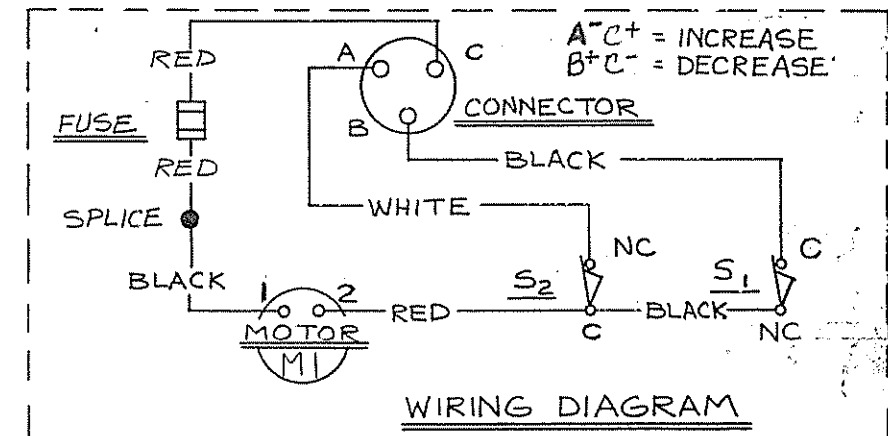 A⁻C⁺ = INCREASE
B⁺C⁻ = DECREASE
RED
A
C
FUSE
CONNECTOR
B
RED
BLACK
SPLICE
WHITE
NC
C
BLACK
S₂
S₁
1
2
RED
BLACK
MOTOR
C
NC
M1
WIRING DIAGRAM